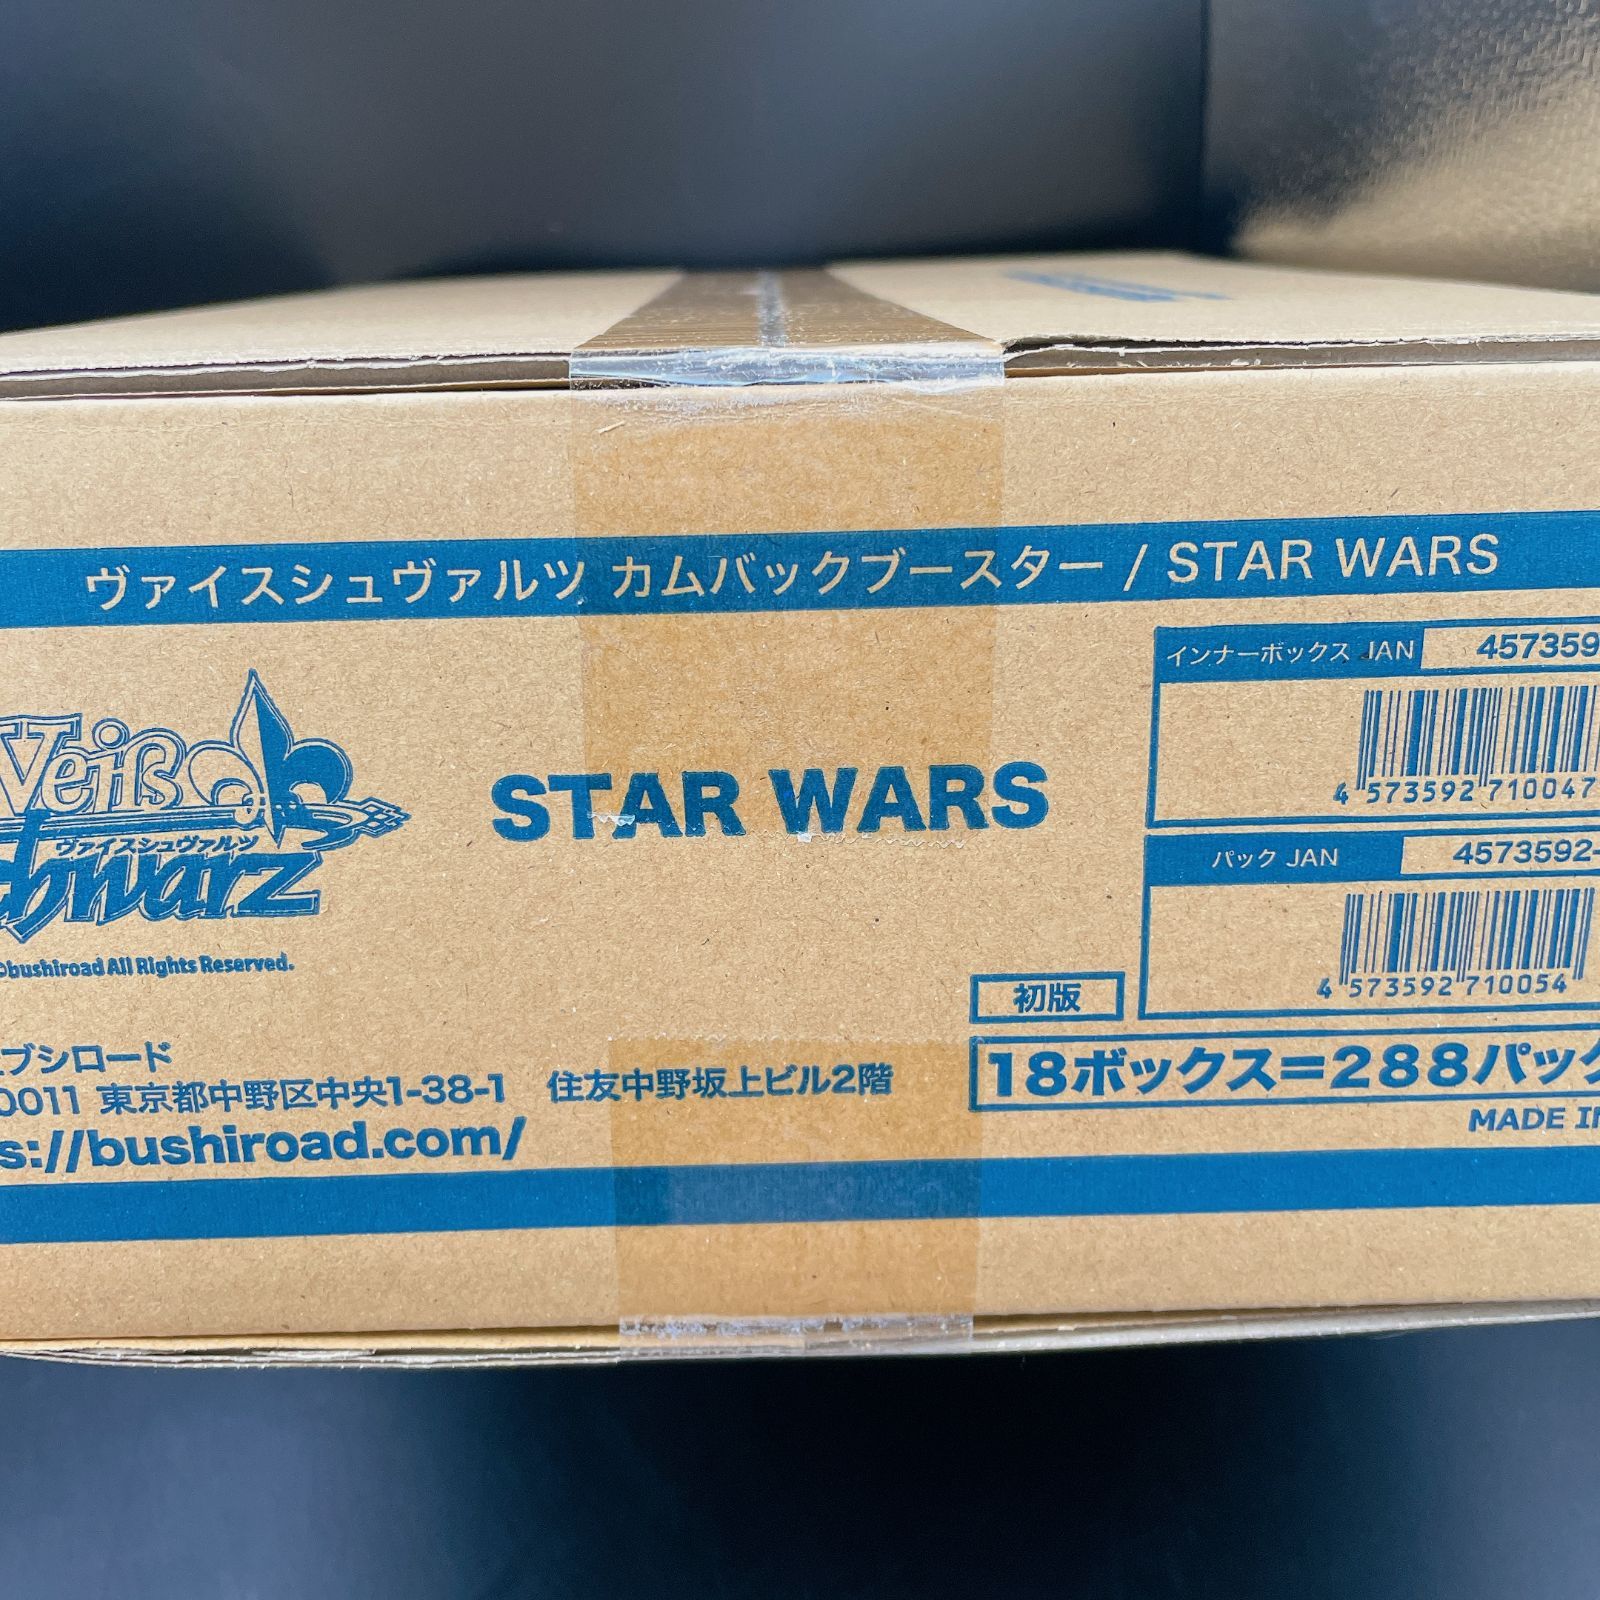 ヴァイスシュヴァルツ カムバックブースター / STAR WARS
インナーボックス JAN 457359
4 573592 710047
パック JAN 4573592-
4 573592 710054
Weiß
ヴァイスシュヴァルツ
chwarz
©bushiroad All Rights Reserved.
STAR WARS
初版
18ボックス=288パック
MADE IN
ブシロード
0011 東京都中野区中央1-38-1 住友中野坂上ビル2階
s://bushiroad.com/